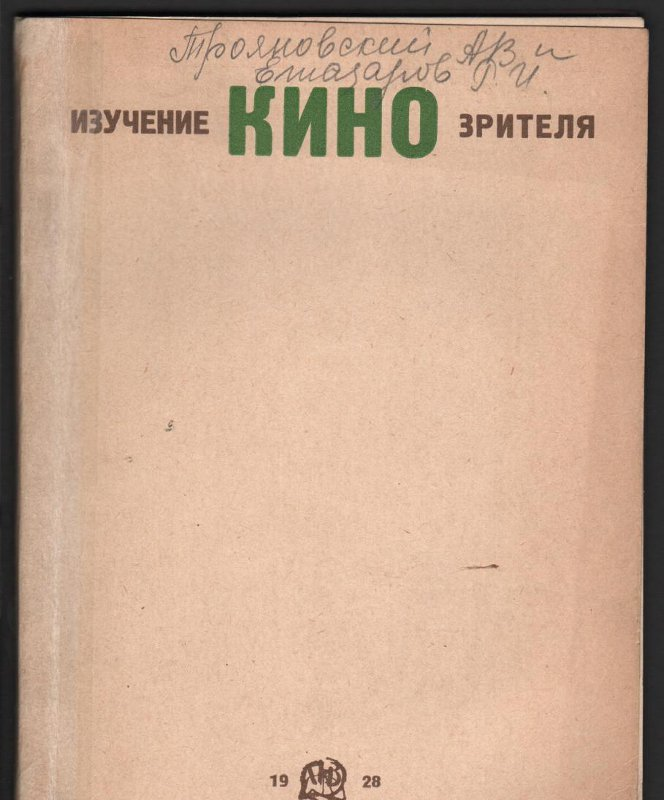 Трояновский А.В. и
Егиазаров Г. И.
ИЗУЧЕНИЕ КИНО ЗРИТЕЛЯ
19 28